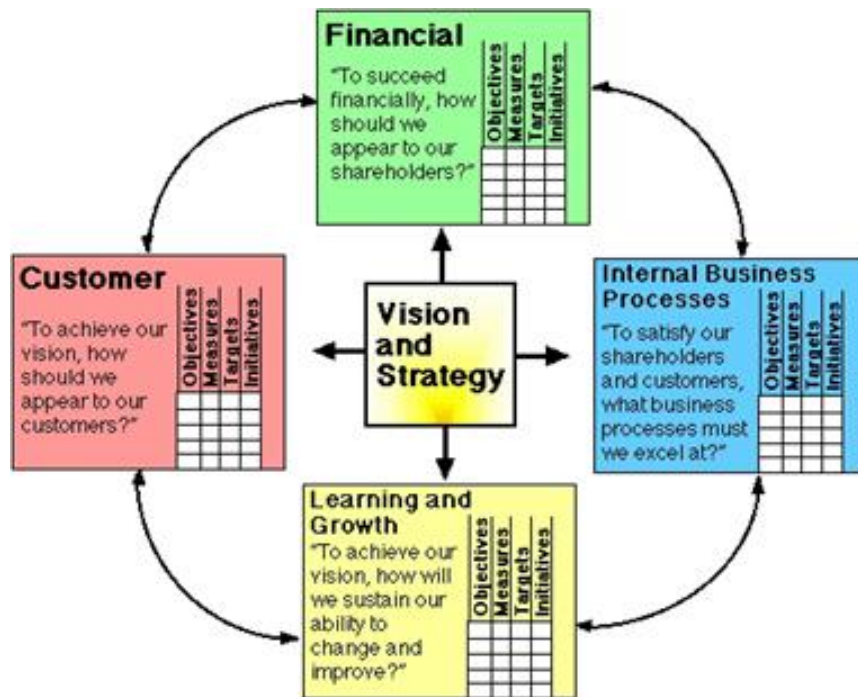 Financial
"To succeed
financially, how
should we
appear to our
shareholders?"
Objectives
Measures
Targets
Initiatives
Customer
"To achieve our
vision, how
should we
appear to our
customers?"
Objectives
Measures
Targets
Initiatives
Vision
and
Strategy
Internal Business
Processes
"To satisfy our
shareholders
and customers,
what business
processes must
we excel at?"
Objectives
Measures
Targets
Initiatives
Learning and
Growth
"To achieve our
vision, how will
we sustain our
ability to
change and
improve?"
Objectives
Measures
Targets
Initiatives